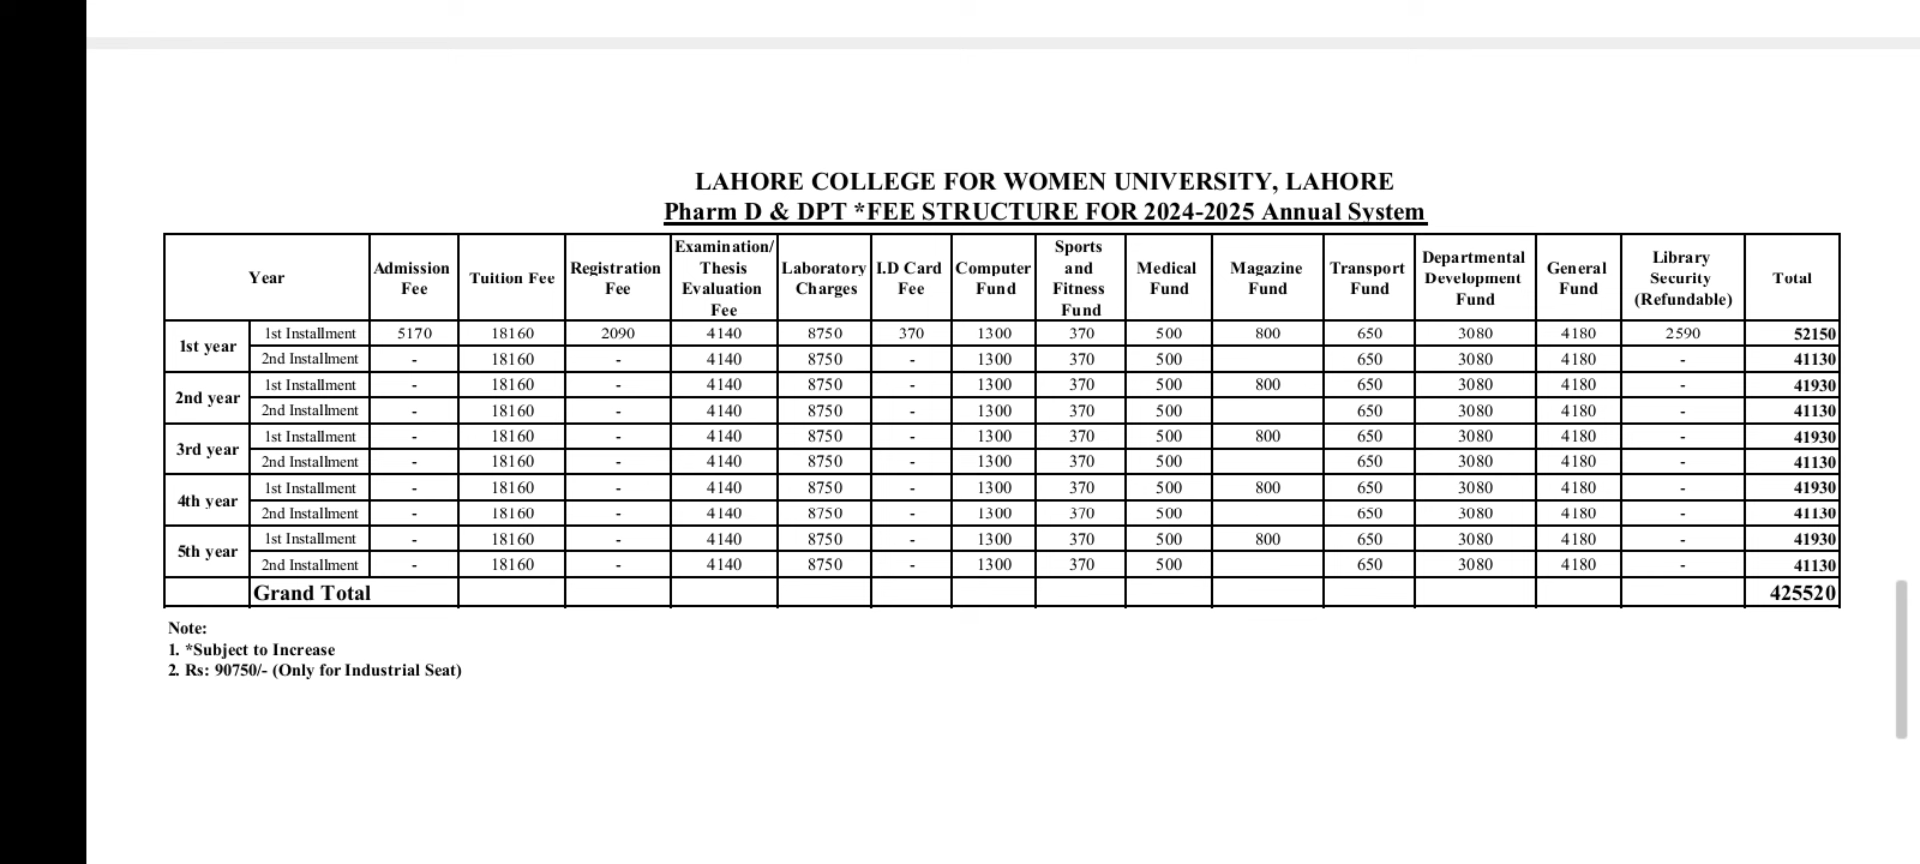 LAHORE COLLEGE FOR WOMEN UNIVERSITY, LAHORE
Pharm D & DPT *FEE STRUCTURE FOR 2024-2025 Annual System
Year Admission Fee Tuition Fee Registration Fee Examination/ Thesis Evaluation Fee Laboratory Charges I.D Card Fee Computer Fund Sports and Fitness Fund Medical Fund Magazine Fund Transport Fund Departmental Development Fund General Fund Library Security (Refundable) Total
1st year 1st Installment 5170 18160 2090 4140 8750 370 1300 370 500 800 650 3080 4180 2590 52150
2nd Installment - 18160 - 4140 8750 - 1300 370 500 650 3080 4180 - 41130
2nd year 1st Installment - 18160 - 4140 8750 - 1300 370 500 800 650 3080 4180 - 41930
2nd Installment - 18160 - 4140 8750 - 1300 370 500 650 3080 4180 - 41130
3rd year 1st Installment - 18160 - 4140 8750 - 1300 370 500 800 650 3080 4180 - 41930
2nd Installment - 18160 - 4140 8750 - 1300 370 500 650 3080 4180 - 41130
4th year 1st Installment - 18160 - 4140 8750 - 1300 370 500 800 650 3080 4180 - 41930
2nd Installment - 18160 - 4140 8750 - 1300 370 500 650 3080 4180 - 41130
5th year 1st Installment - 18160 - 4140 8750 - 1300 370 500 800 650 3080 4180 - 41930
2nd Installment - 18160 - 4140 8750 - 1300 370 500 650 3080 4180 - 41130
Grand Total 425520
Note:
1. *Subject to Increase
2. Rs: 90750/- (Only for Industrial Seat)